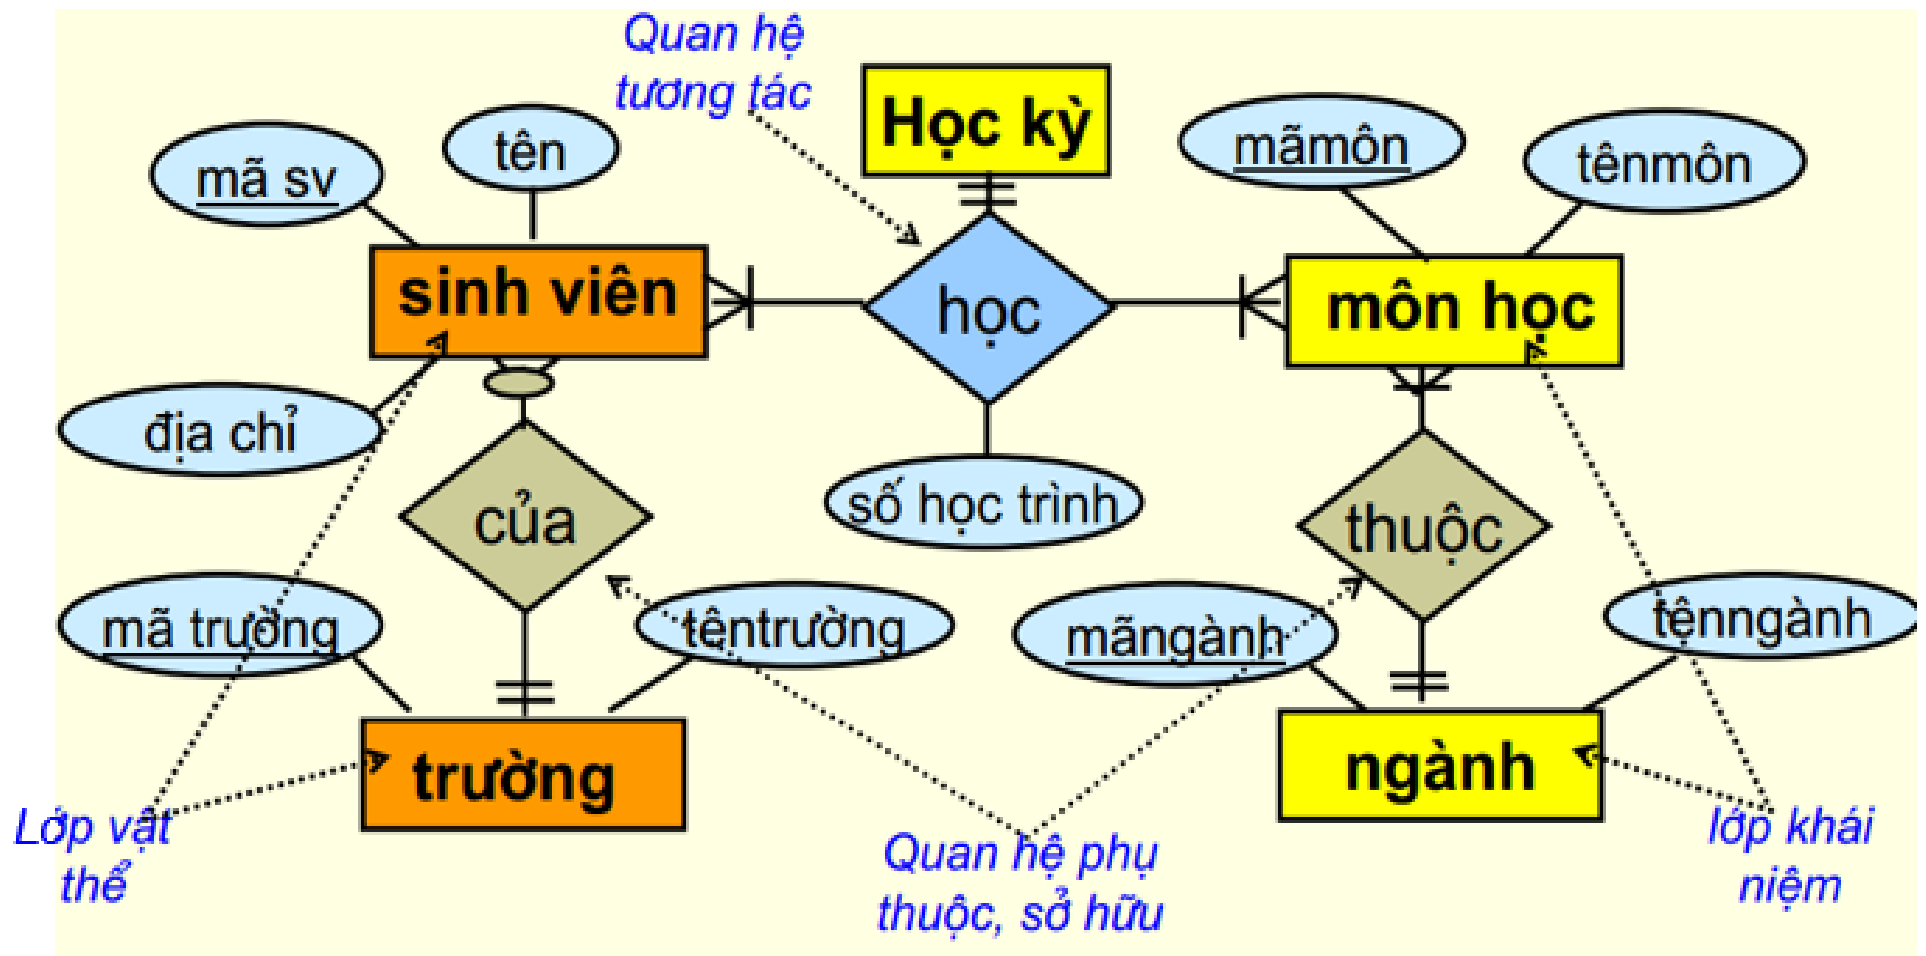 Quan hệ
tương tác
Học kỳ
mã sv
tên
mãmôn
tênmôn
sinh viên
học
môn học
địa chỉ
số học trình
của
thuộc
mã trường
têntrường
mãngành
tênngành
trường
ngành
Lớp vật
thể
Quan hệ phụ
thuộc, sở hữu
lớp khái
niệm